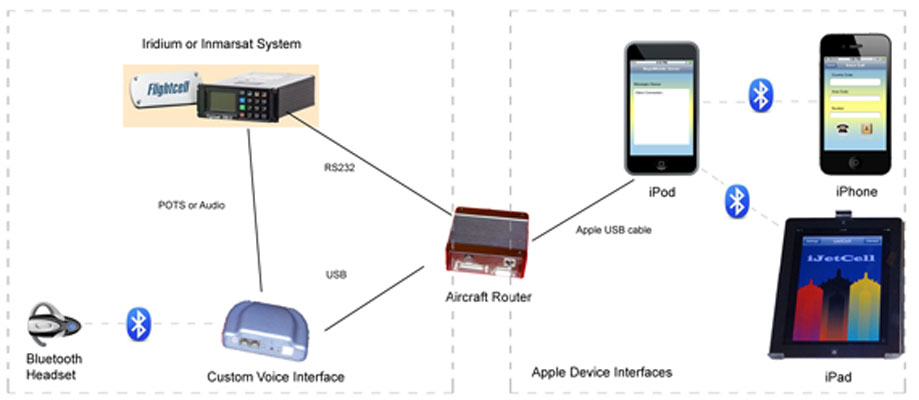 Iridium or Inmarsat System
Flightcell
RS232
POTS or Audio
USB
Bluetooth
Headset
Custom Voice Interface
Aircraft Router
Apple USB cable
iPod
iPhone
iJetCell
iPad
Apple Device Interfaces